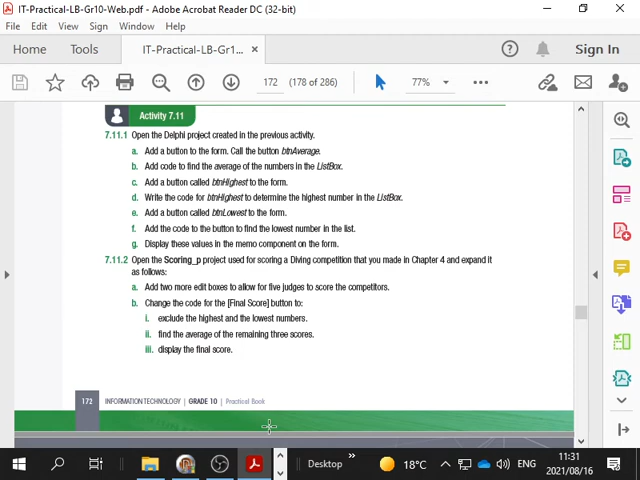 IT-Practical-LB-Gr10-Web.pdf - Adobe Acrobat Reader DC (32-bit)
File Edit View Sign Window Help
Home Tools IT-Practical-LB-Gr1... × Sign In
172 (178 of 286) 77%
Activity 7.11
7.11.1 Open the Delphi project created in the previous activity.
a. Add a button to the form. Call the button btnAverage.
b. Add code to find the average of the numbers in the ListBox.
c. Add a button called btnHighest to the form.
d. Write the code for btnHighest to determine the highest number in the ListBox.
e. Add a button called btnLowest to the form.
f. Add the code to the button to find the lowest number in the list.
g. Display these values in the memo component on the form.
7.11.2 Open the Scoring_p project used for scoring a Diving competition that you made in Chapter 4 and expand it
as follows:
a. Add two more edit boxes to allow for five judges to score the competitors.
b. Change the code for the [Final Score] button to:
i. exclude the highest and the lowest numbers.
ii. find the average of the remaining three scores.
iii. display the final score.
172 INFORMATION TECHNOLOGY | GRADE 10 | Practical Book
Desktop 18°C ENG 11:31
2021/08/16